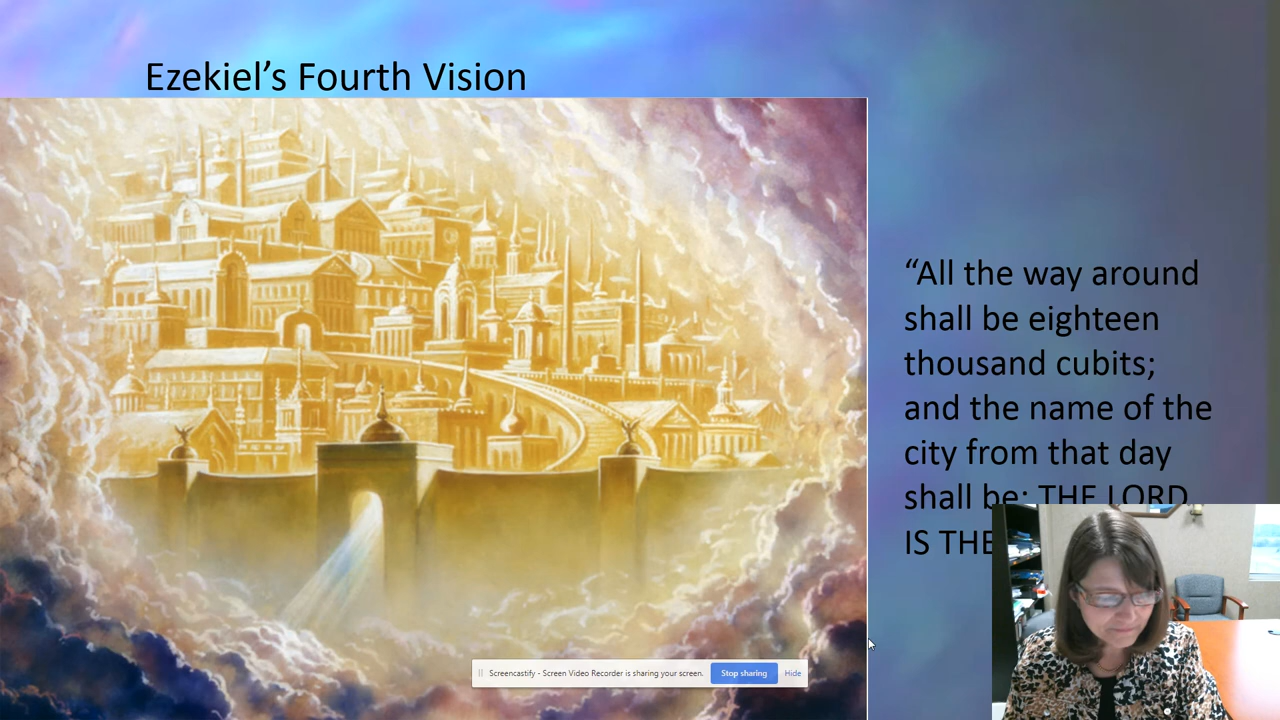 Ezekiel’s Fourth Vision
“All the way around
shall be eighteen
thousand cubits;
and the name of the
city from that day
shall be: THE LORD
IS THE
Screencastify - Screen Video Recorder is sharing your screen.
Stop sharing
Hide